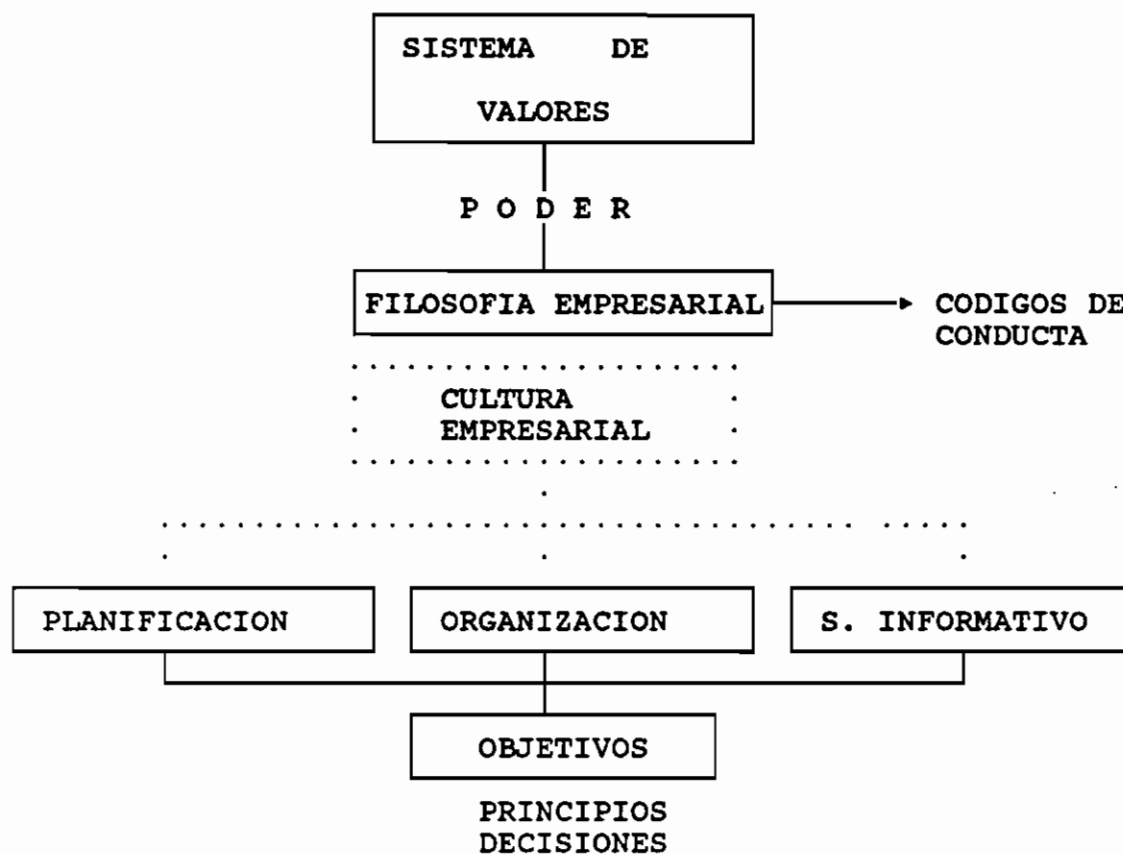 SISTEMA DE
VALORES
P O D E R
FILOSOFIA EMPRESARIAL
CODIGOS DE
CONDUCTA
CULTURA
EMPRESARIAL
PLANIFICACION
ORGANIZACION
S. INFORMATIVO
OBJETIVOS
PRINCIPIOS
DECISIONES